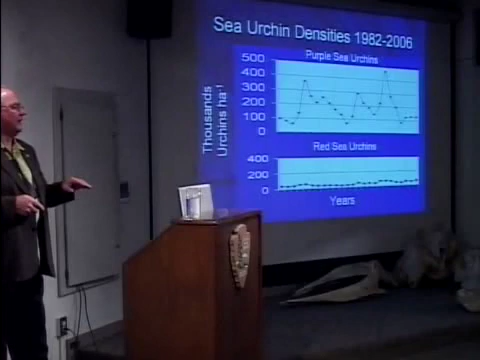 Sea Urchin Densities 1982-2006
Purple Sea Urchins
500
400
300
200
100
0
Thousands
Urchins ha⁻¹
Red Sea Urchins
400
200
0
Years